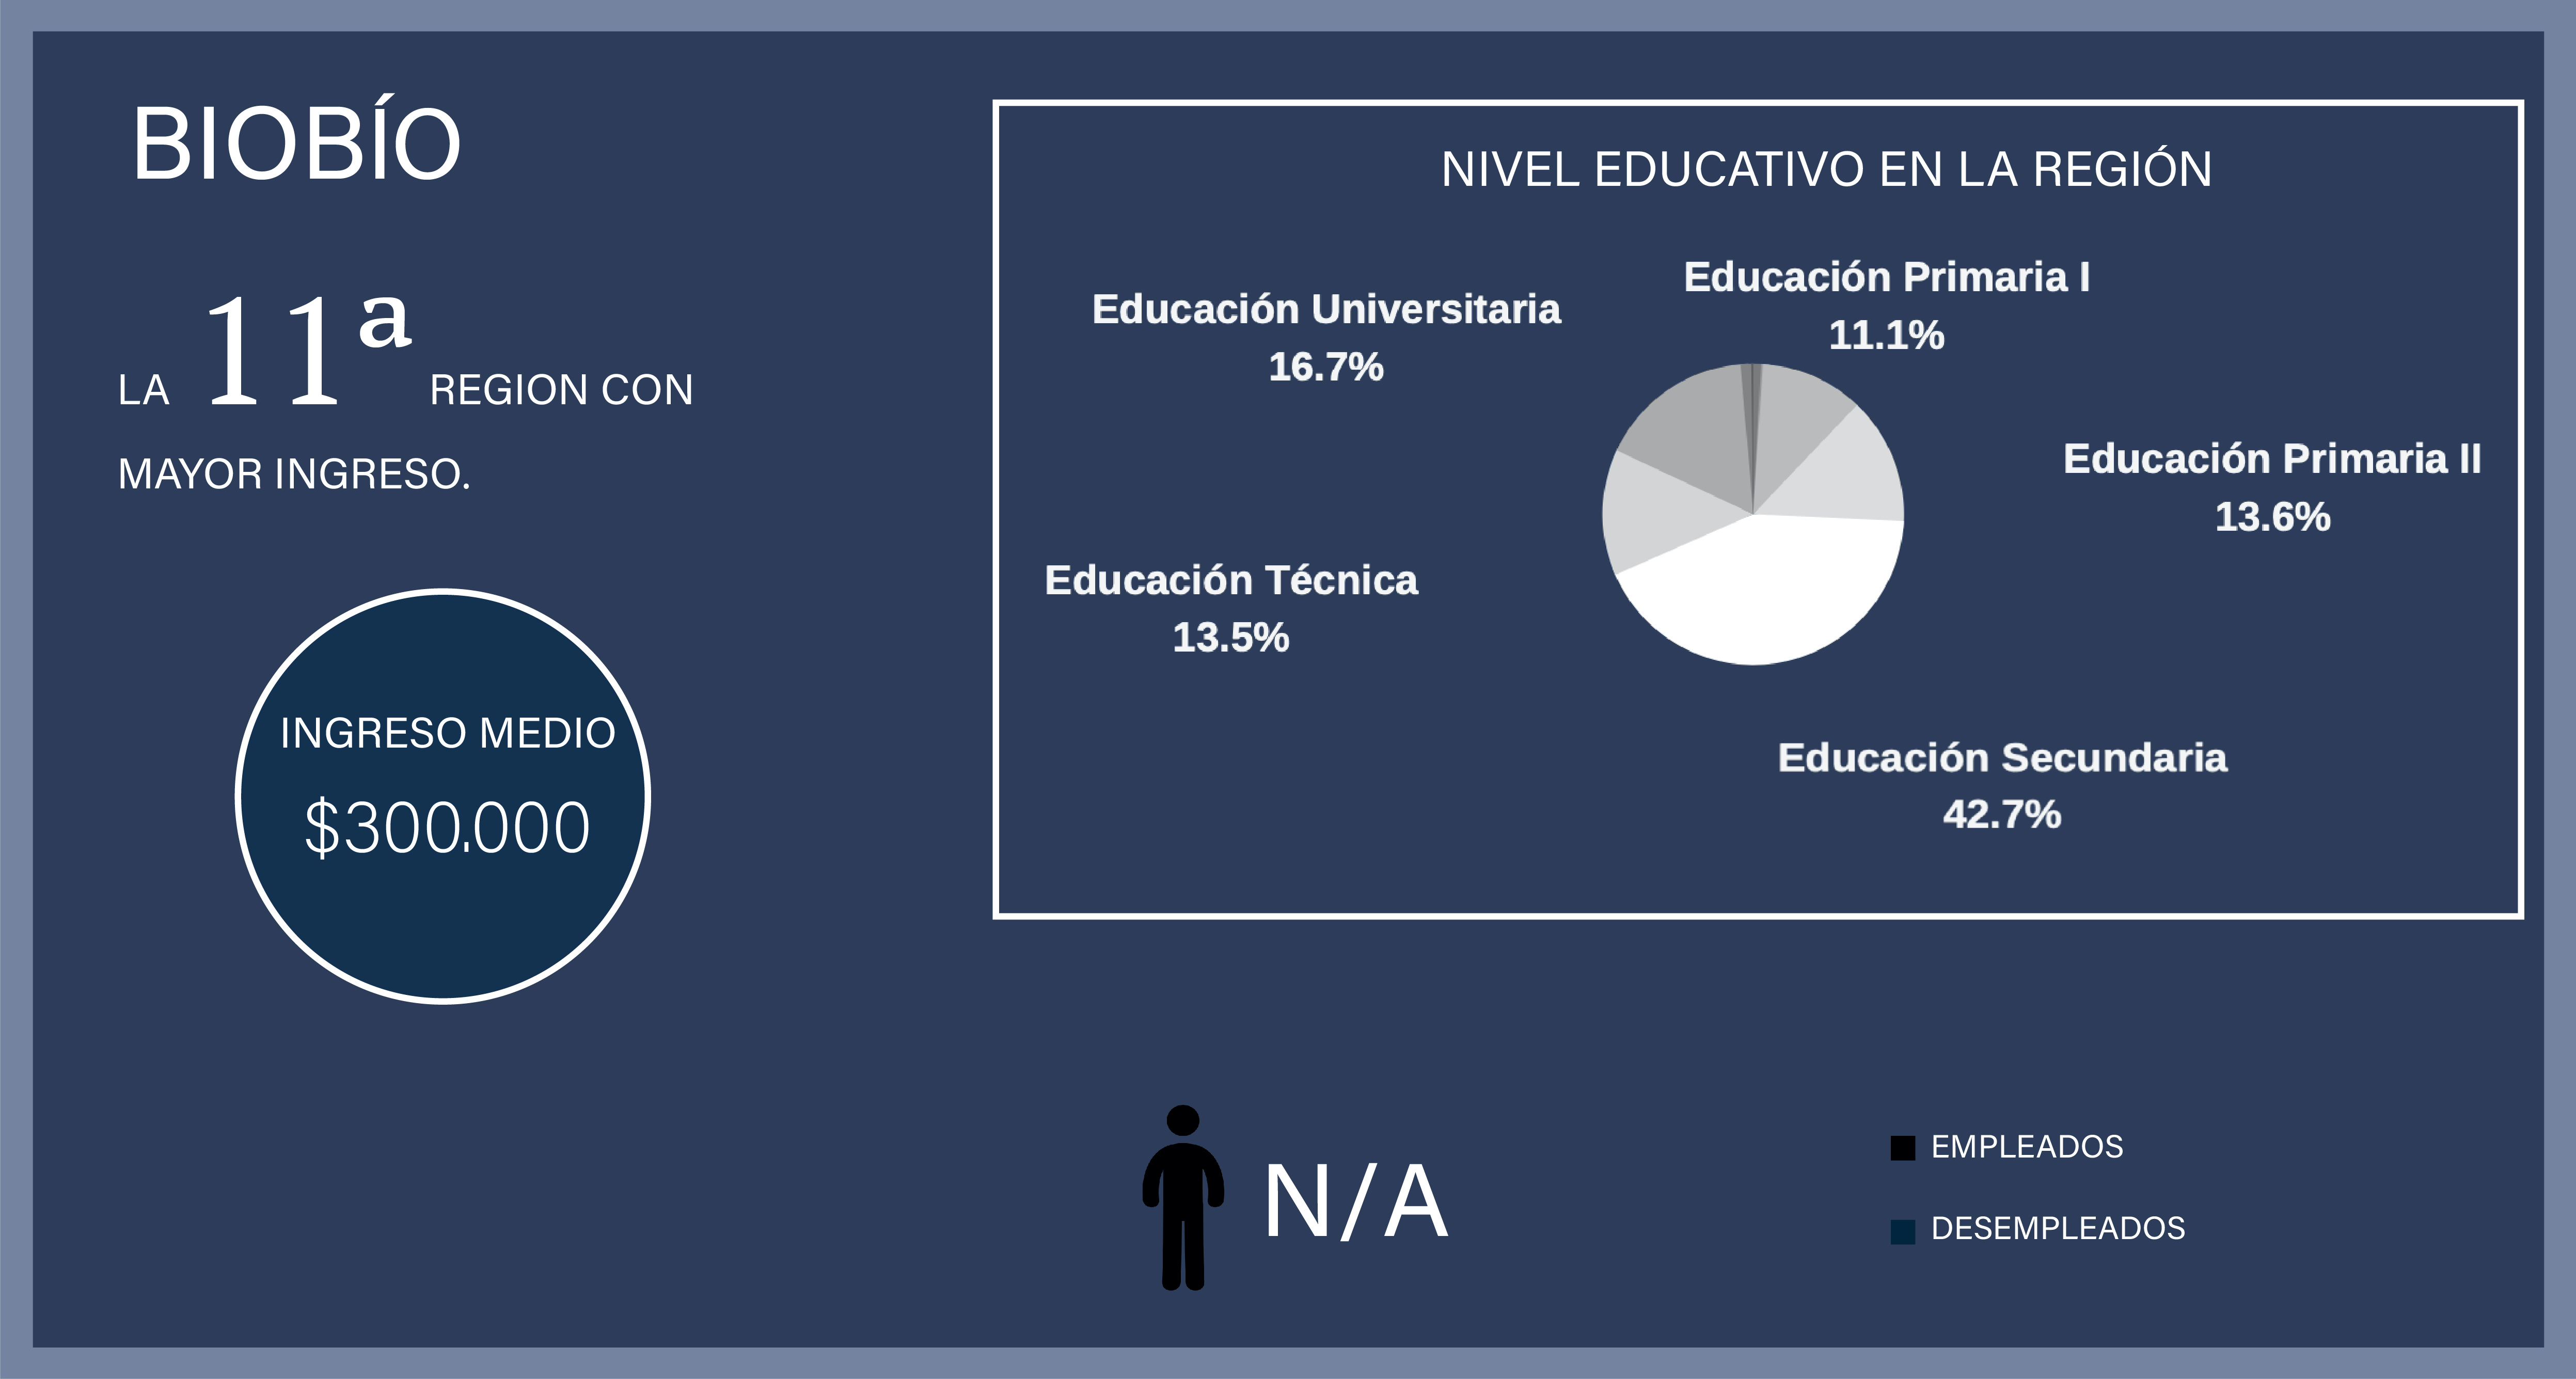 BIOBÍO
LA 11ª REGION CON
MAYOR INGRESO.
INGRESO MEDIO
$300.000
NIVEL EDUCATIVO EN LA REGIÓN
Educación Universitaria
16.7%
Educación Primaria I
11.1%
Educación Primaria II
13.6%
Educación Técnica
13.5%
Educación Secundaria
42.7%
N/A
EMPLEADOS
DESEMPLEADOS